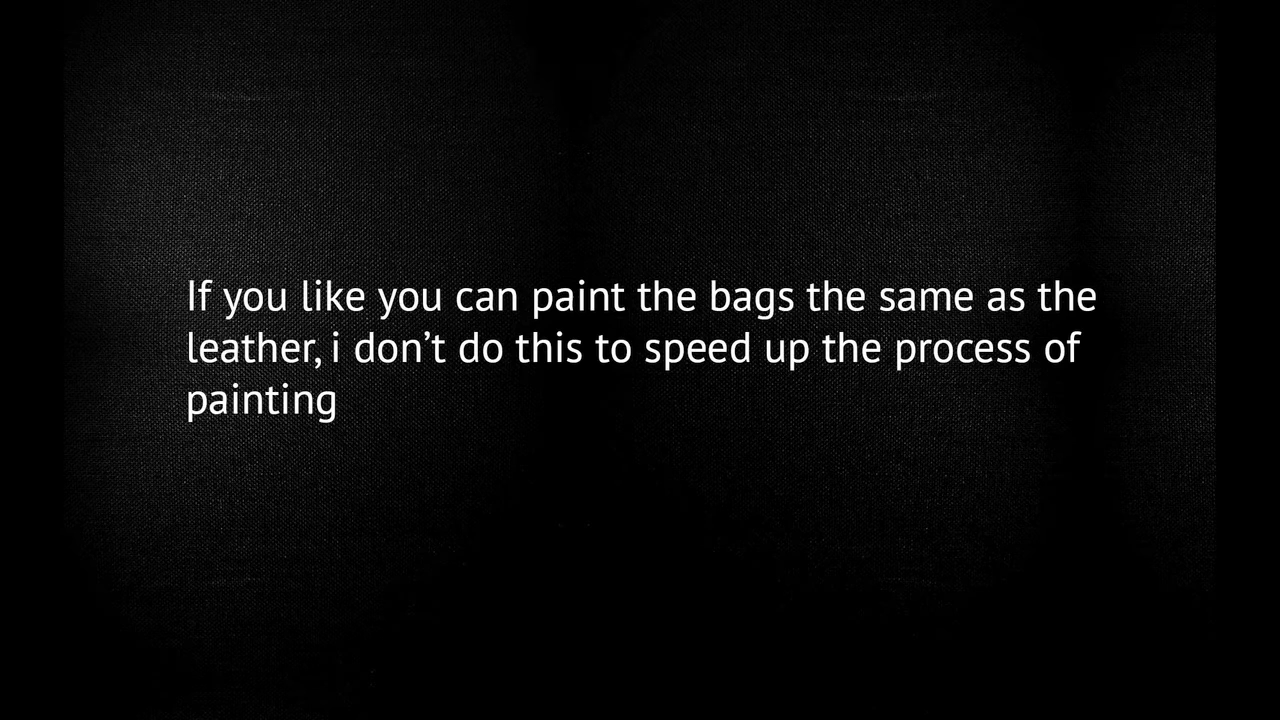 If you like you can paint the bags the same as the
leather, i don’t do this to speed up the process of
painting